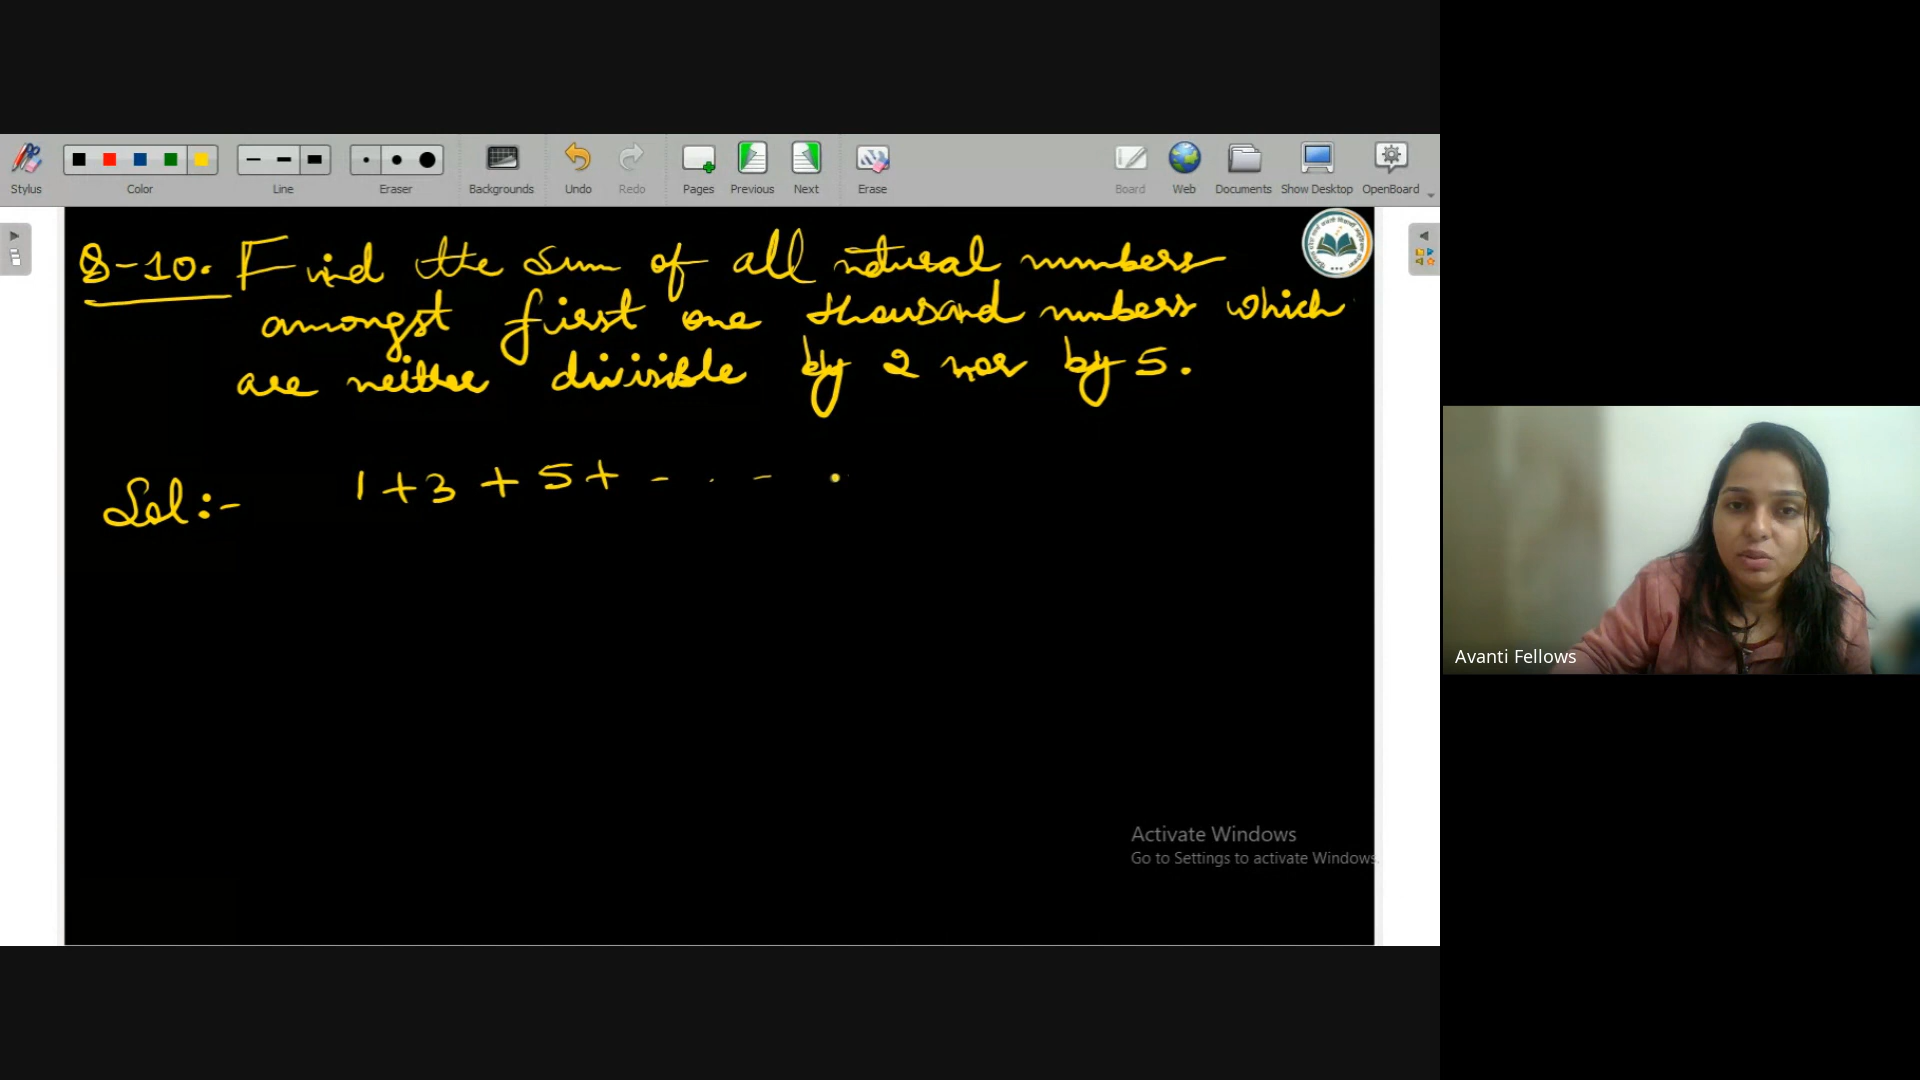 Stylus Color Line Eraser Backgrounds Undo Redo Pages Previous Next Erase Board Web Documents Show Desktop OpenBoard
Q-10. Find the sum of all natural numbers
amongst first one thousand numbers which
are neither divisible by 2 nor by 5.
Sol:- 1+3+5+ - . . - .
Avanti Fellows
Activate Windows
Go to Settings to activate Windows.